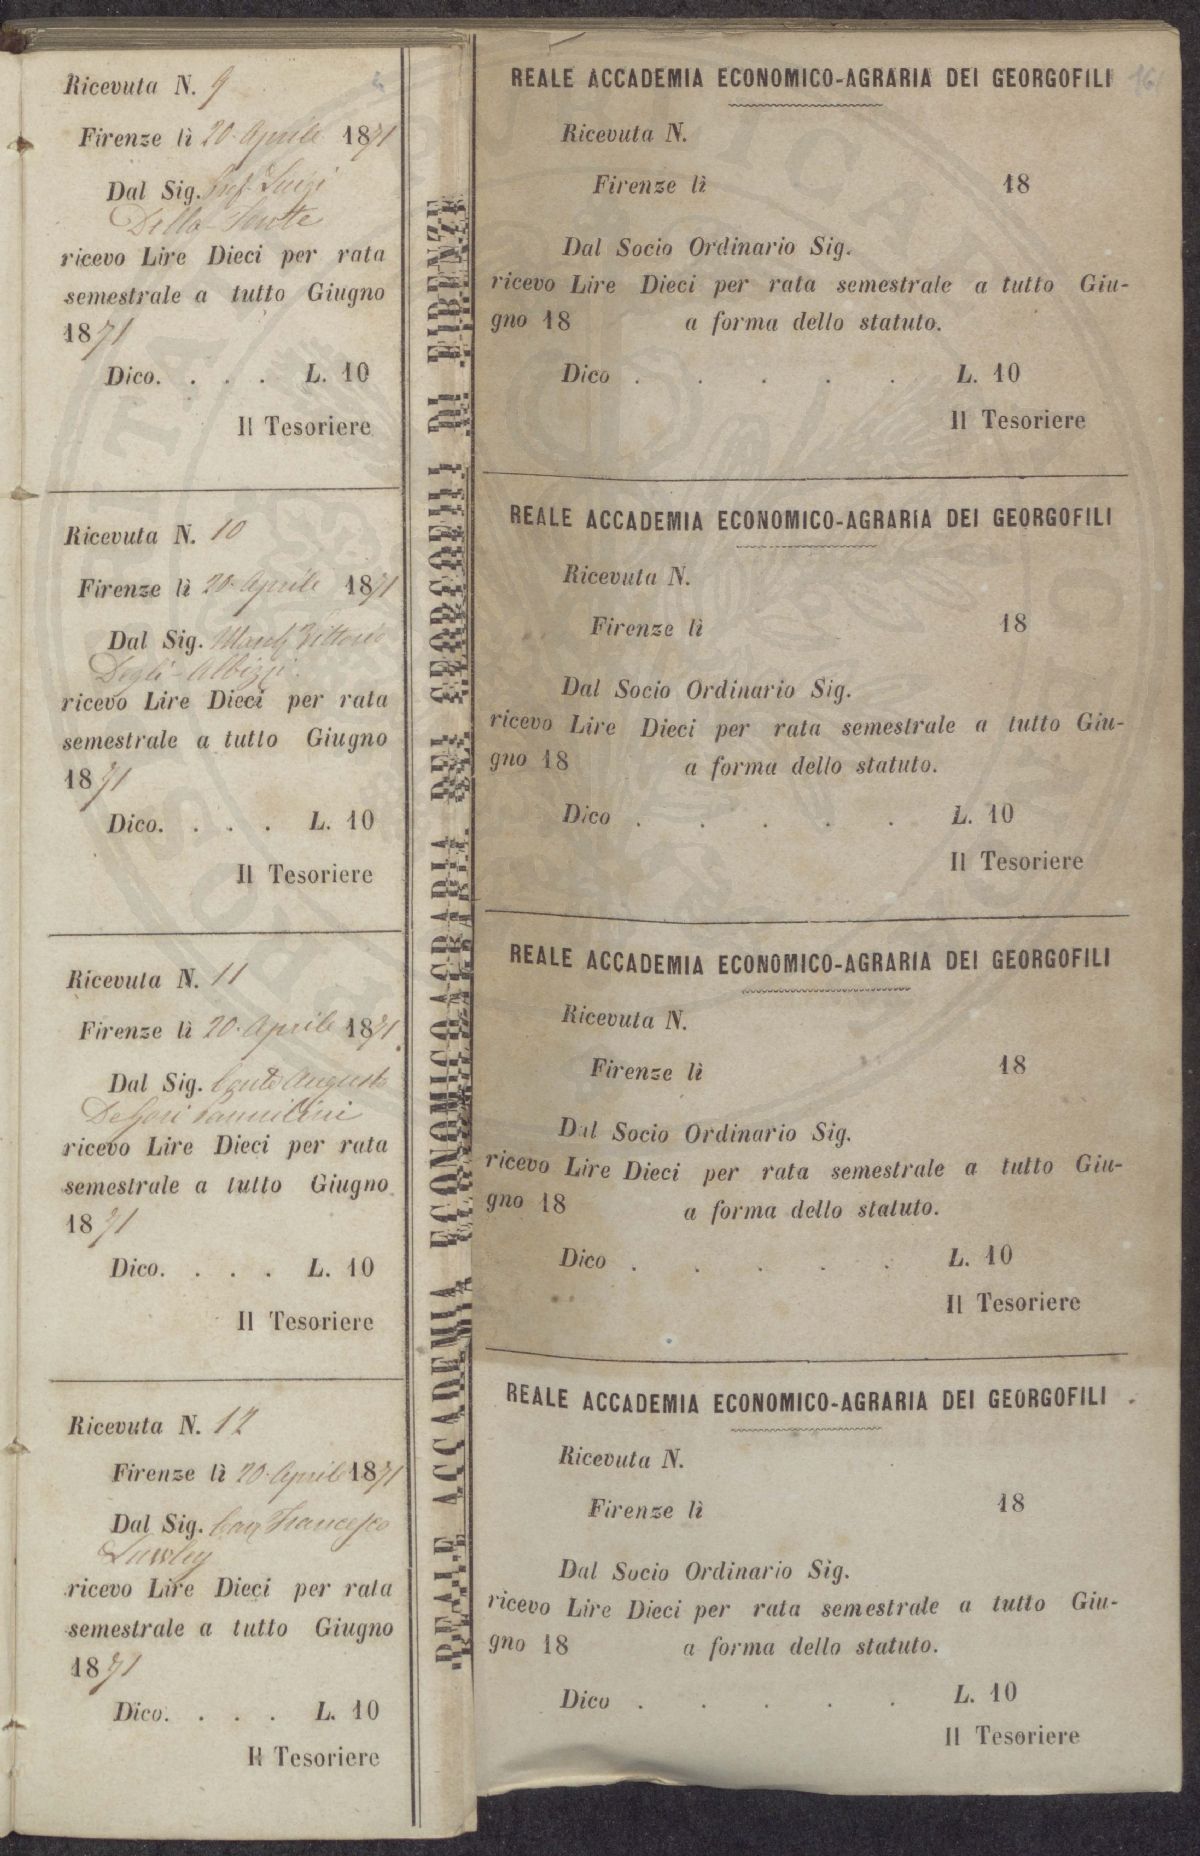 Ricevuta N. 9
Firenze lì 20. Aprile 1871
Dal Sig. Prof. Luigi
Della-Fonte
ricevo Lire Dieci per rata
semestrale a tutto Giugno
1871
Dico. . . . L. 10
Il Tesoriere
Ricevuta N. 10
Firenze lì 20. Aprile 1871
Dal Sig. March Vittorio
Degli-Albizzi.
ricevo Lire Dieci per rata
semestrale a tutto Giugno
1871
Dico. . . . L. 10
Il Tesoriere
Ricevuta N. 11
Firenze lì 20. Aprile 1871.
Dal Sig. Conte Augusto
De Gori Pannilini
ricevo Lire Dieci per rata
semestrale a tutto Giugno
1871
Dico. . . . L. 10
Il Tesoriere
Ricevuta N. 12
Firenze lì 20. Aprile 1871
Dal Sig. Cav. Francesco
Lawley
ricevo Lire Dieci per rata
semestrale a tutto Giugno
1871
Dico. . . . L. 10
Il Tesoriere
REALE ACCADEMIA ECONOMICO-AGRARIA DEI GEORGOFILI DI FIRENZE
REALE ACCADEMIA ECONOMICO-AGRARIA DEI GEORGOFILI 16
Ricevuta N.
Firenze lì 18
Dal Socio Ordinario Sig.
ricevo Lire Dieci per rata semestrale a tutto Giu-
gno 18 a forma dello statuto.
Dico . . . . . L. 10
Il Tesoriere
REALE ACCADEMIA ECONOMICO-AGRARIA DEI GEORGOFILI
Ricevuta N.
Firenze lì 18
Dal Socio Ordinario Sig.
ricevo Lire Dieci per rata semestrale a tutto Giu-
gno 18 a forma dello statuto.
Dico . . . . . L. 10
Il Tesoriere
REALE ACCADEMIA ECONOMICO-AGRARIA DEI GEORGOFILI
Ricevuta N.
Firenze lì 18
Dal Socio Ordinario Sig.
ricevo Lire Dieci per rata semestrale a tutto Giu-
gno 18 a forma dello statuto.
Dico . . . . . L. 10
Il Tesoriere
REALE ACCADEMIA ECONOMICO-AGRARIA DEI GEORGOFILI
Ricevuta N.
Firenze lì 18
Dal Socio Ordinario Sig.
ricevo Lire Dieci per rata semestrale a tutto Giu-
gno 18 a forma dello statuto.
Dico . . . . . L. 10
Il Tesoriere